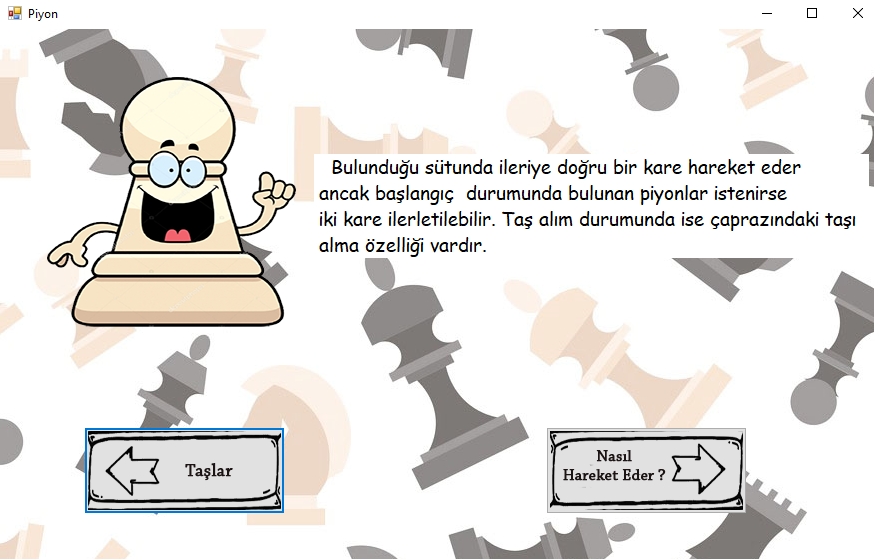 Piyon
Bulunduğu sütunda ileriye doğru bir kare hareket eder
ancak başlangıç durumunda bulunan piyonlar istenirse
iki kare ilerletilebilir. Taş alım durumunda ise çaprazındaki taşı
alma özelliği vardır.
Taşlar
Nasıl
Hareket Eder ?